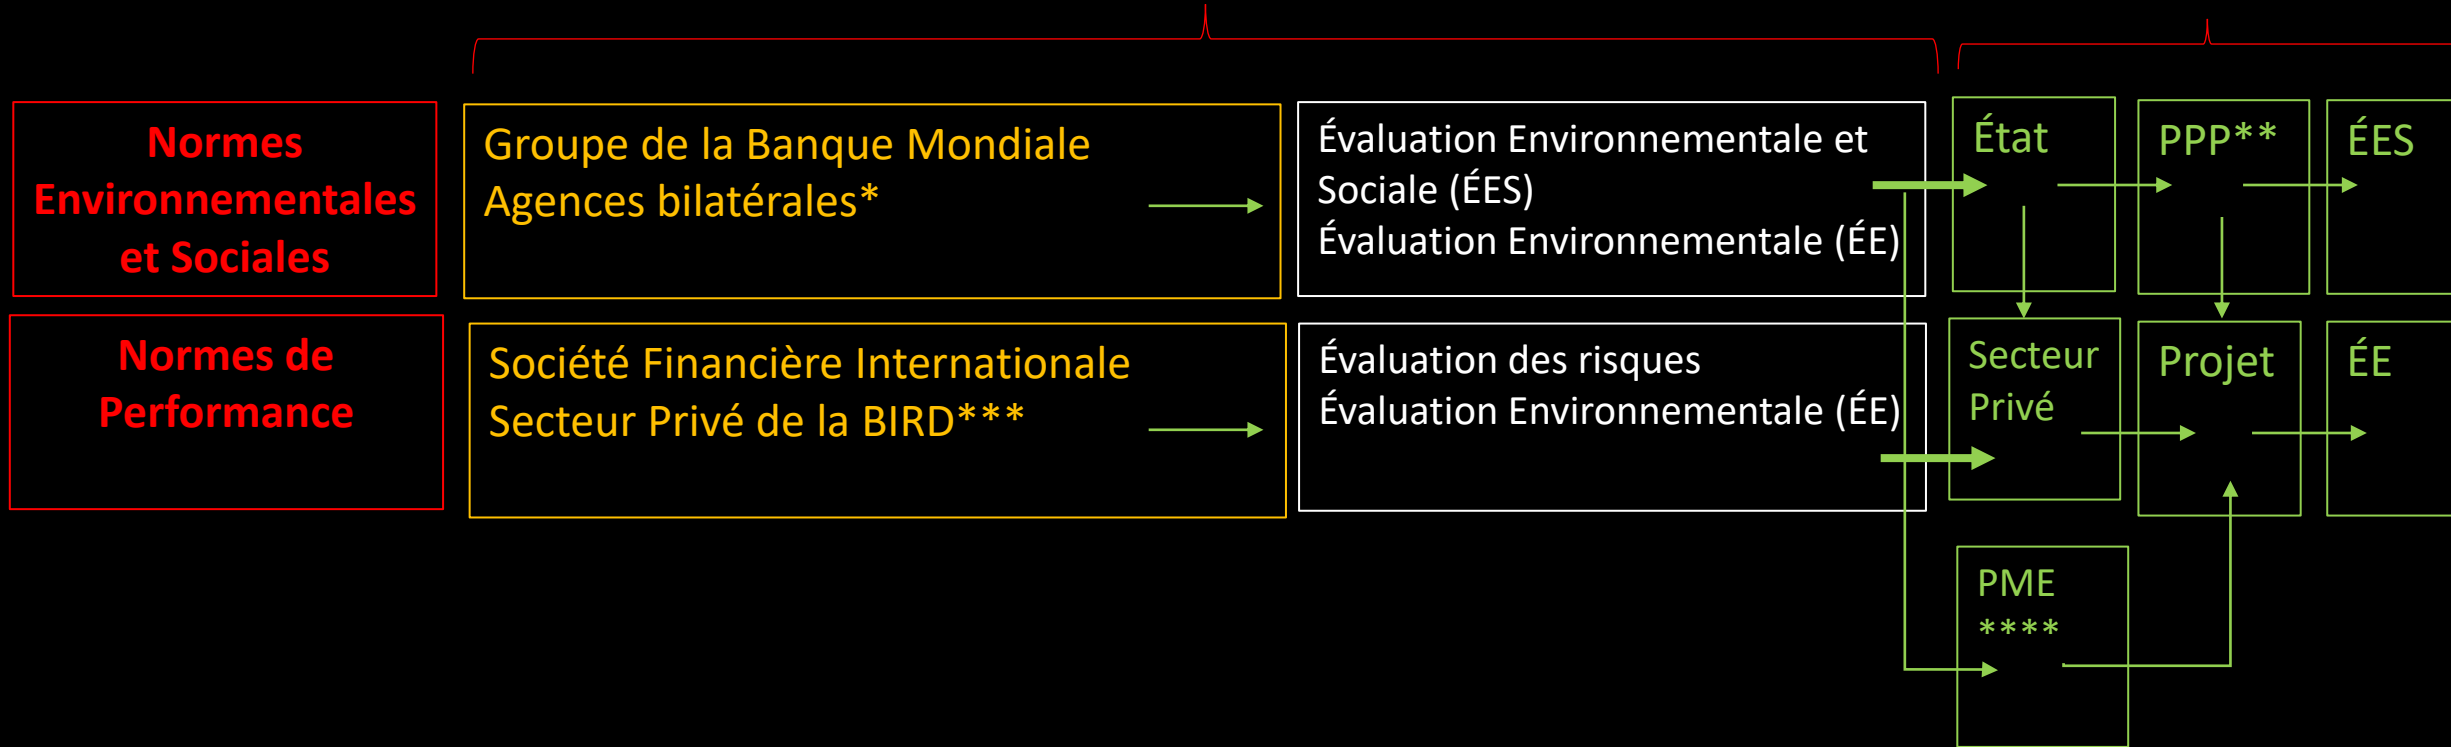 Normes
Environnementales
et Sociales
Groupe de la Banque Mondiale
Agences bilatérales*
Évaluation Environnementale et
Sociale (ÉES)
Évaluation Environnementale (ÉE)
État
PPP**
ÉES
Normes de
Performance
Société Financière Internationale
Secteur Privé de la BIRD***
Évaluation des risques
Évaluation Environnementale (ÉE)
Secteur
Privé
Projet
ÉE
PME
****